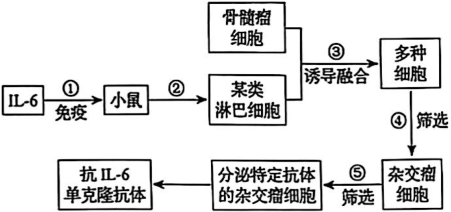 骨髓瘤
细胞
③
诱导融合
多种
细胞
IL-6
①
免疫
小鼠
②
某类
淋巴细胞
④
筛选
抗IL-6
单克隆抗体
分泌特定抗体
的杂交瘤细胞
⑤
筛选
杂交瘤
细胞